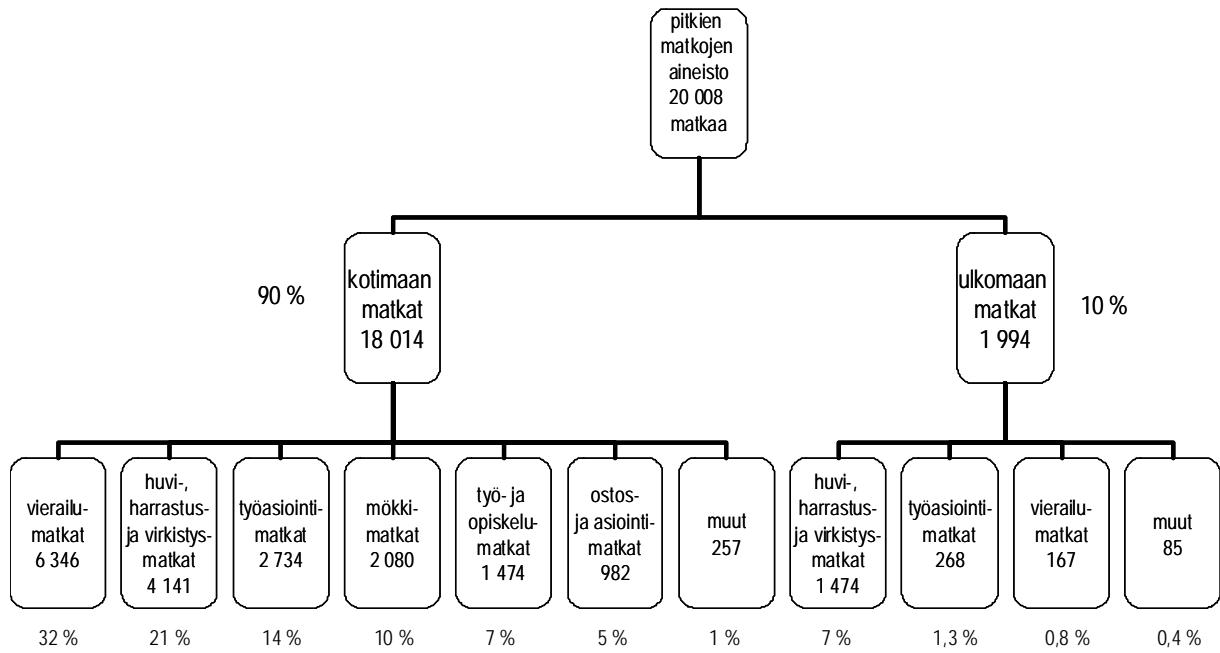 pitkien
matkojen
aineisto
20 008
matkaa
90 %
kotimaan
matkat
18 014
ulkomaan
matkat
1 994
10 %
vierailu-
matkat
6 346
huvi-,
harrastus-
ja virkistys-
matkat
4 141
työasiointi-
matkat
2 734
mökki-
matkat
2 080
työ- ja
opiskelu-
matkat
1 474
ostos-
ja asiointi-
matkat
982
muut
257
huvi-,
harrastus-
ja virkistys-
matkat
1 474
työasiointi-
matkat
268
vierailu-
matkat
167
muut
85
32 %
21 %
14 %
10 %
7 %
5 %
1 %
7 %
1,3 %
0,8 %
0,4 %